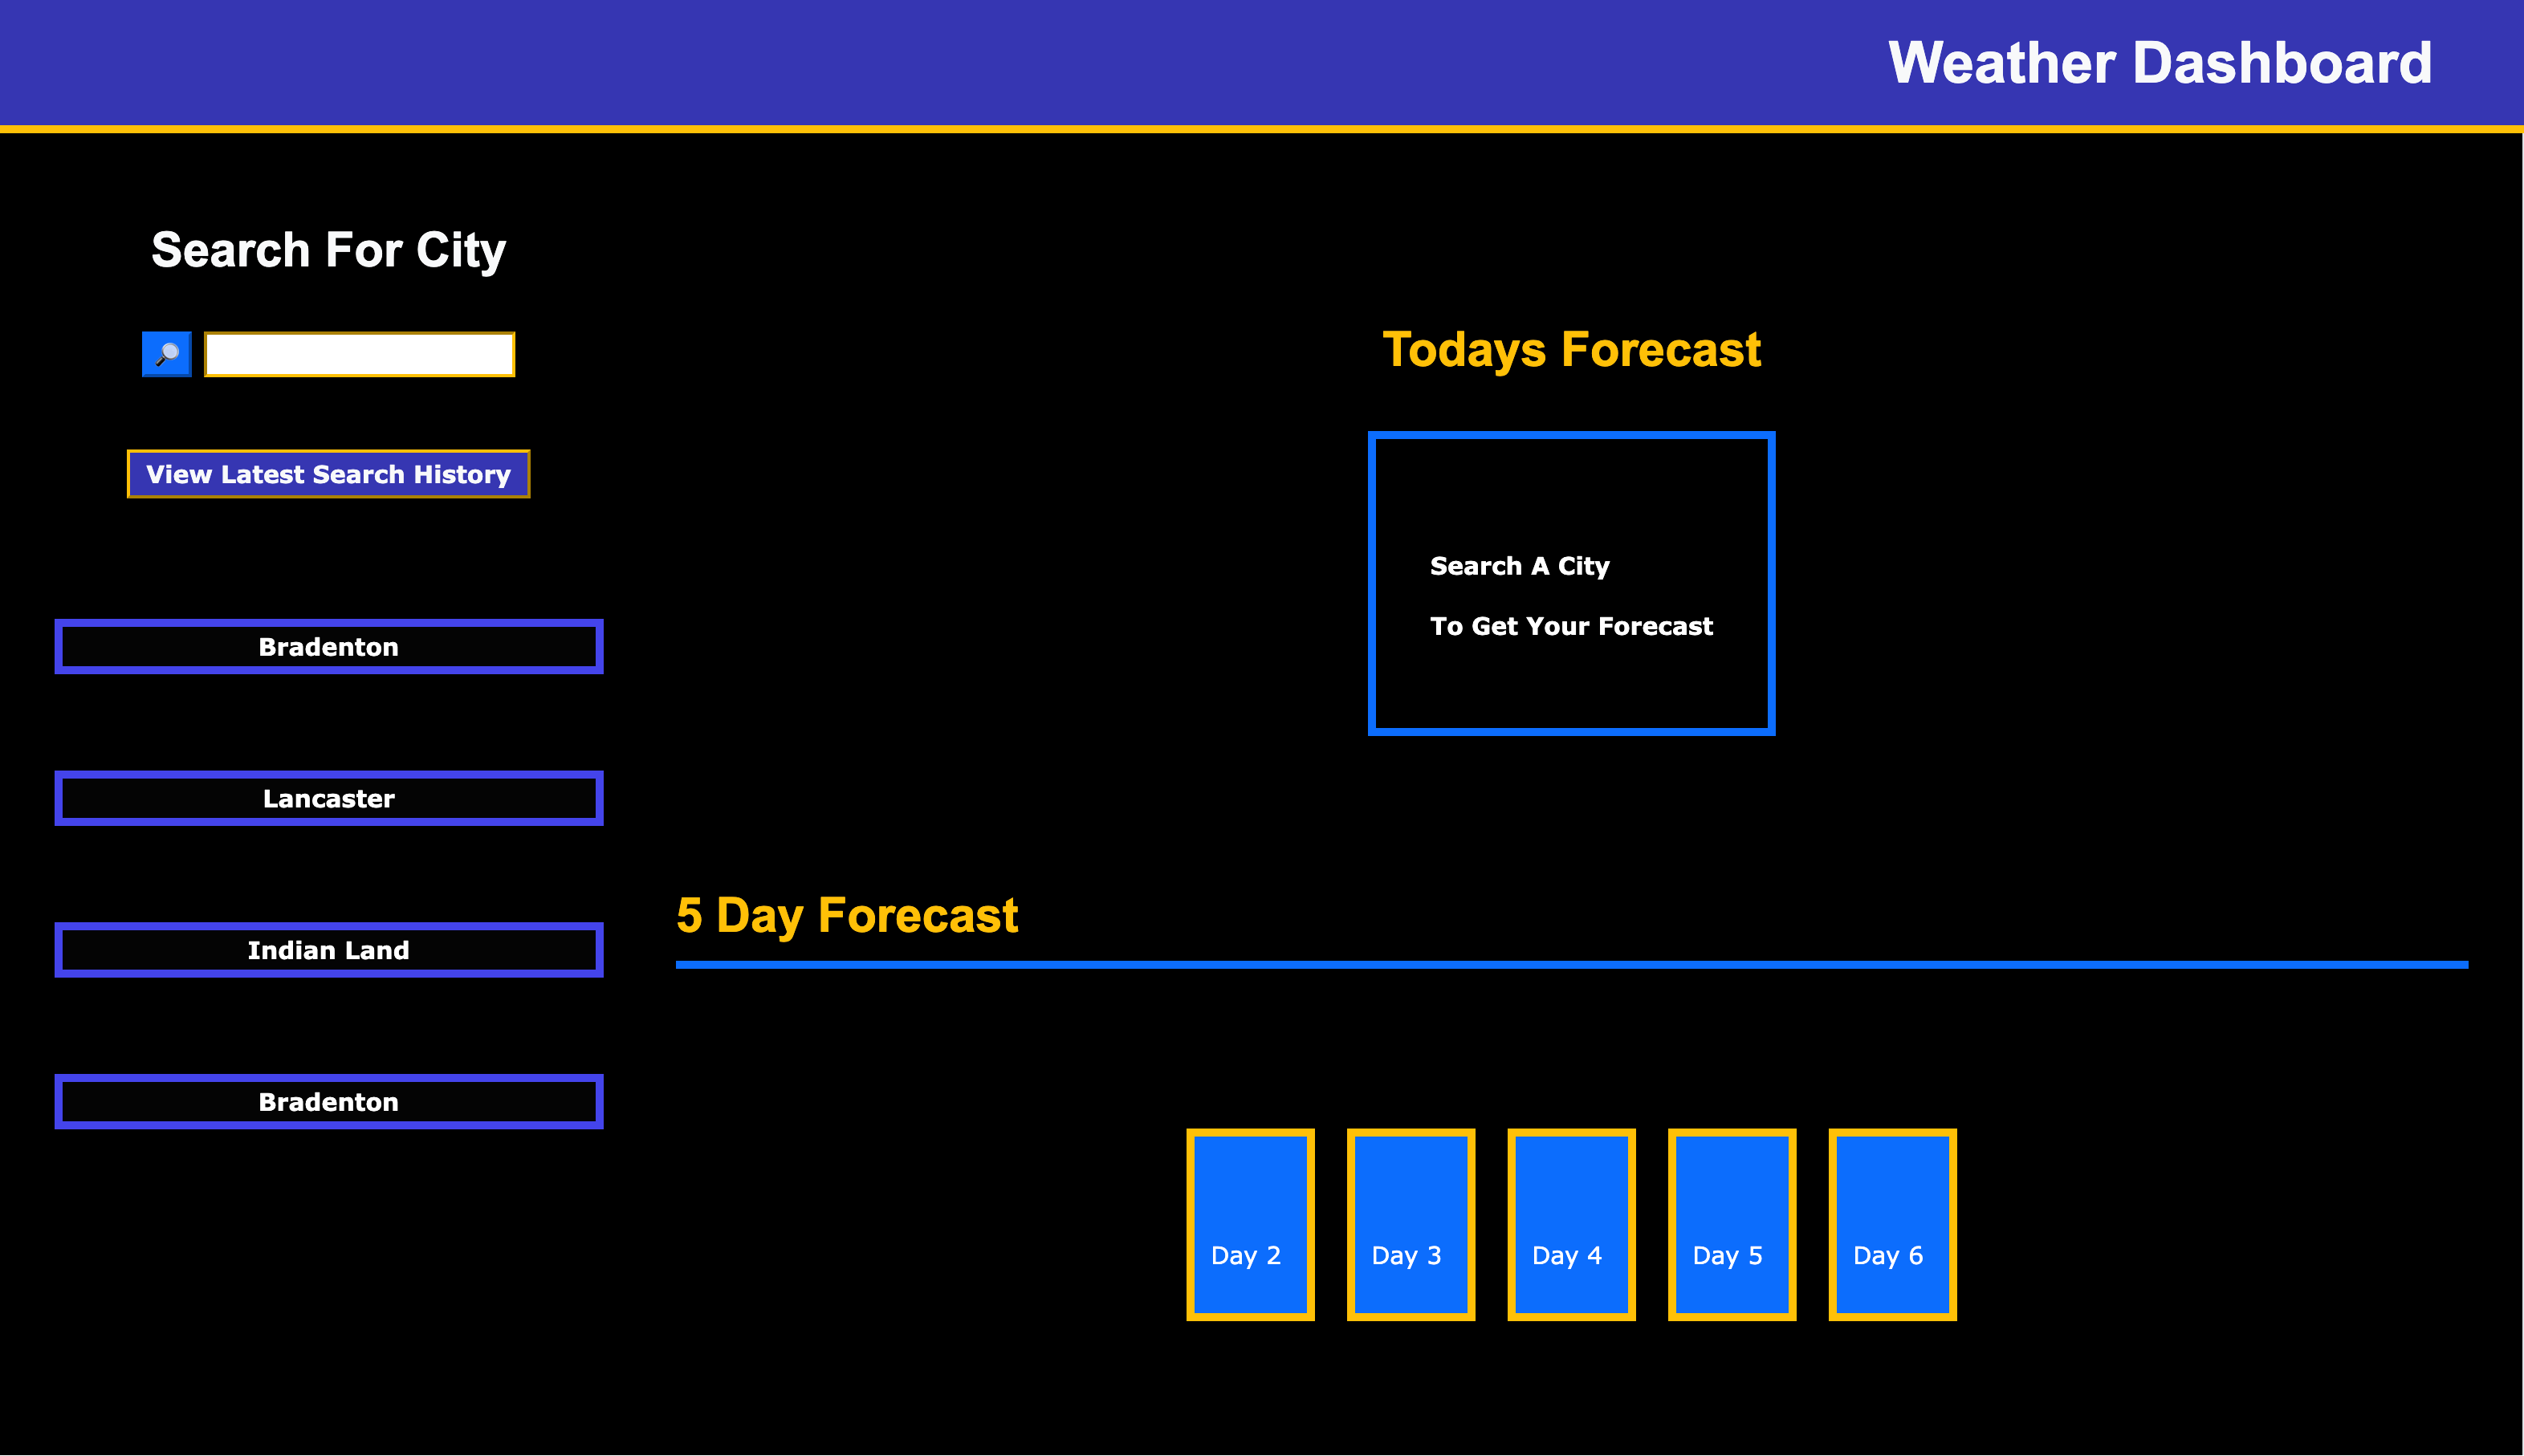 Weather Dashboard
Search For City
View Latest Search History
Bradenton
Lancaster
Indian Land
Bradenton
Todays Forecast
Search A City
To Get Your Forecast
5 Day Forecast
Day 2
Day 3
Day 4
Day 5
Day 6